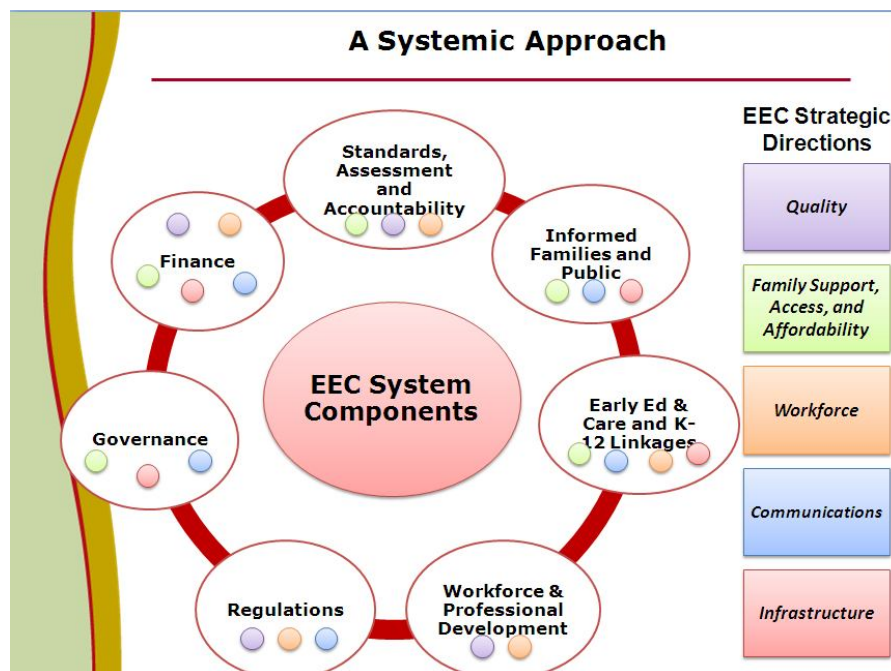 A Systemic Approach
Standards,
Assessment
and
Accountability
Informed
Families and
Public
Early Ed &
Care and K-
12 Linkages
Workforce &
Professional
Development
Regulations
Governance
Finance
EEC System
Components
EEC Strategic
Directions
Quality
Family Support,
Access, and
Affordability
Workforce
Communications
Infrastructure